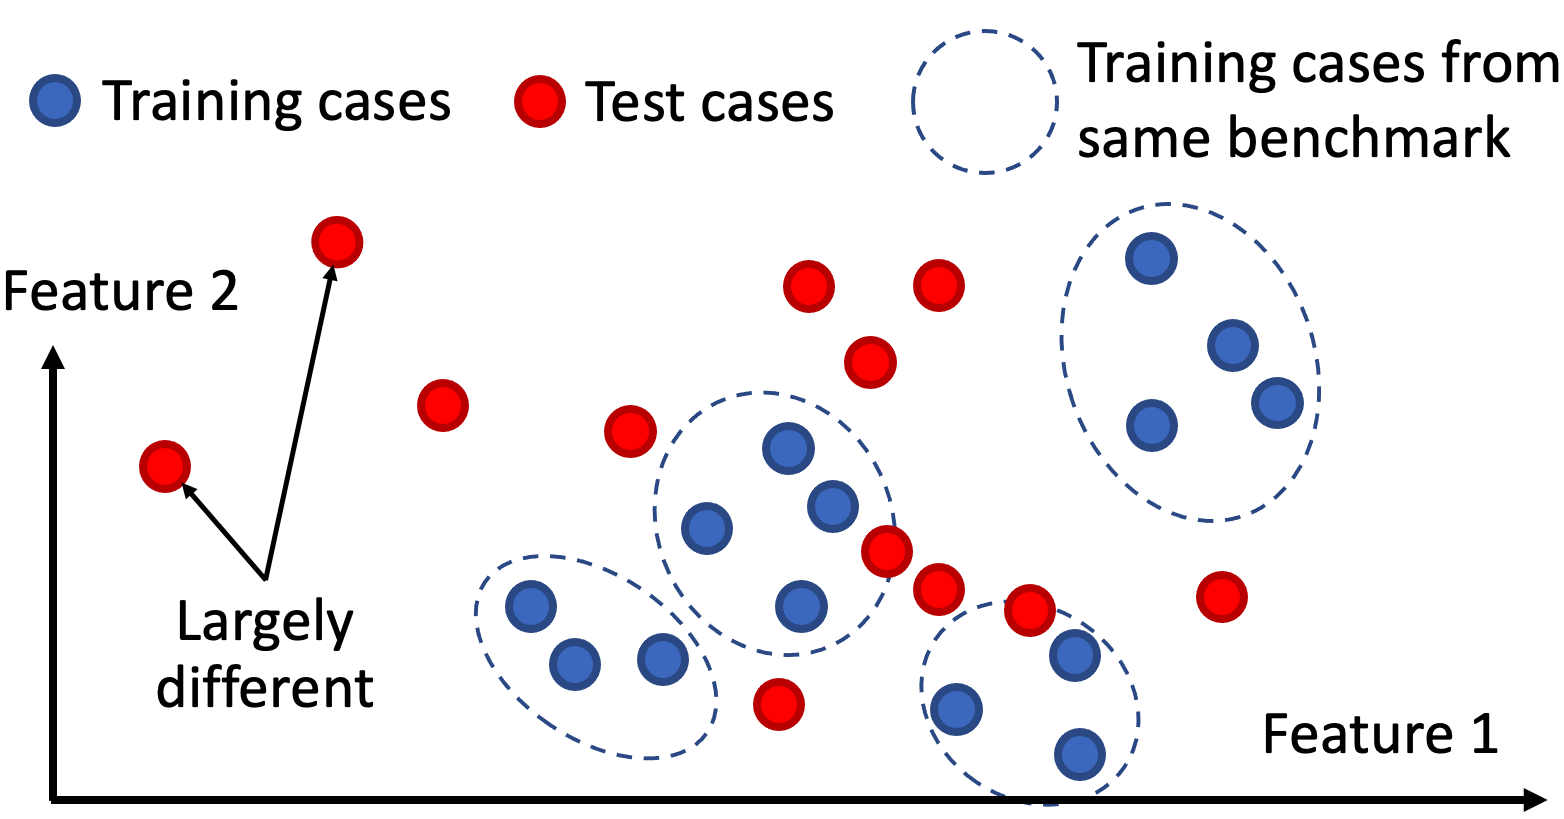 Training cases
Test cases
Training cases from
same benchmark
Feature 2
Largely
different
Feature 1